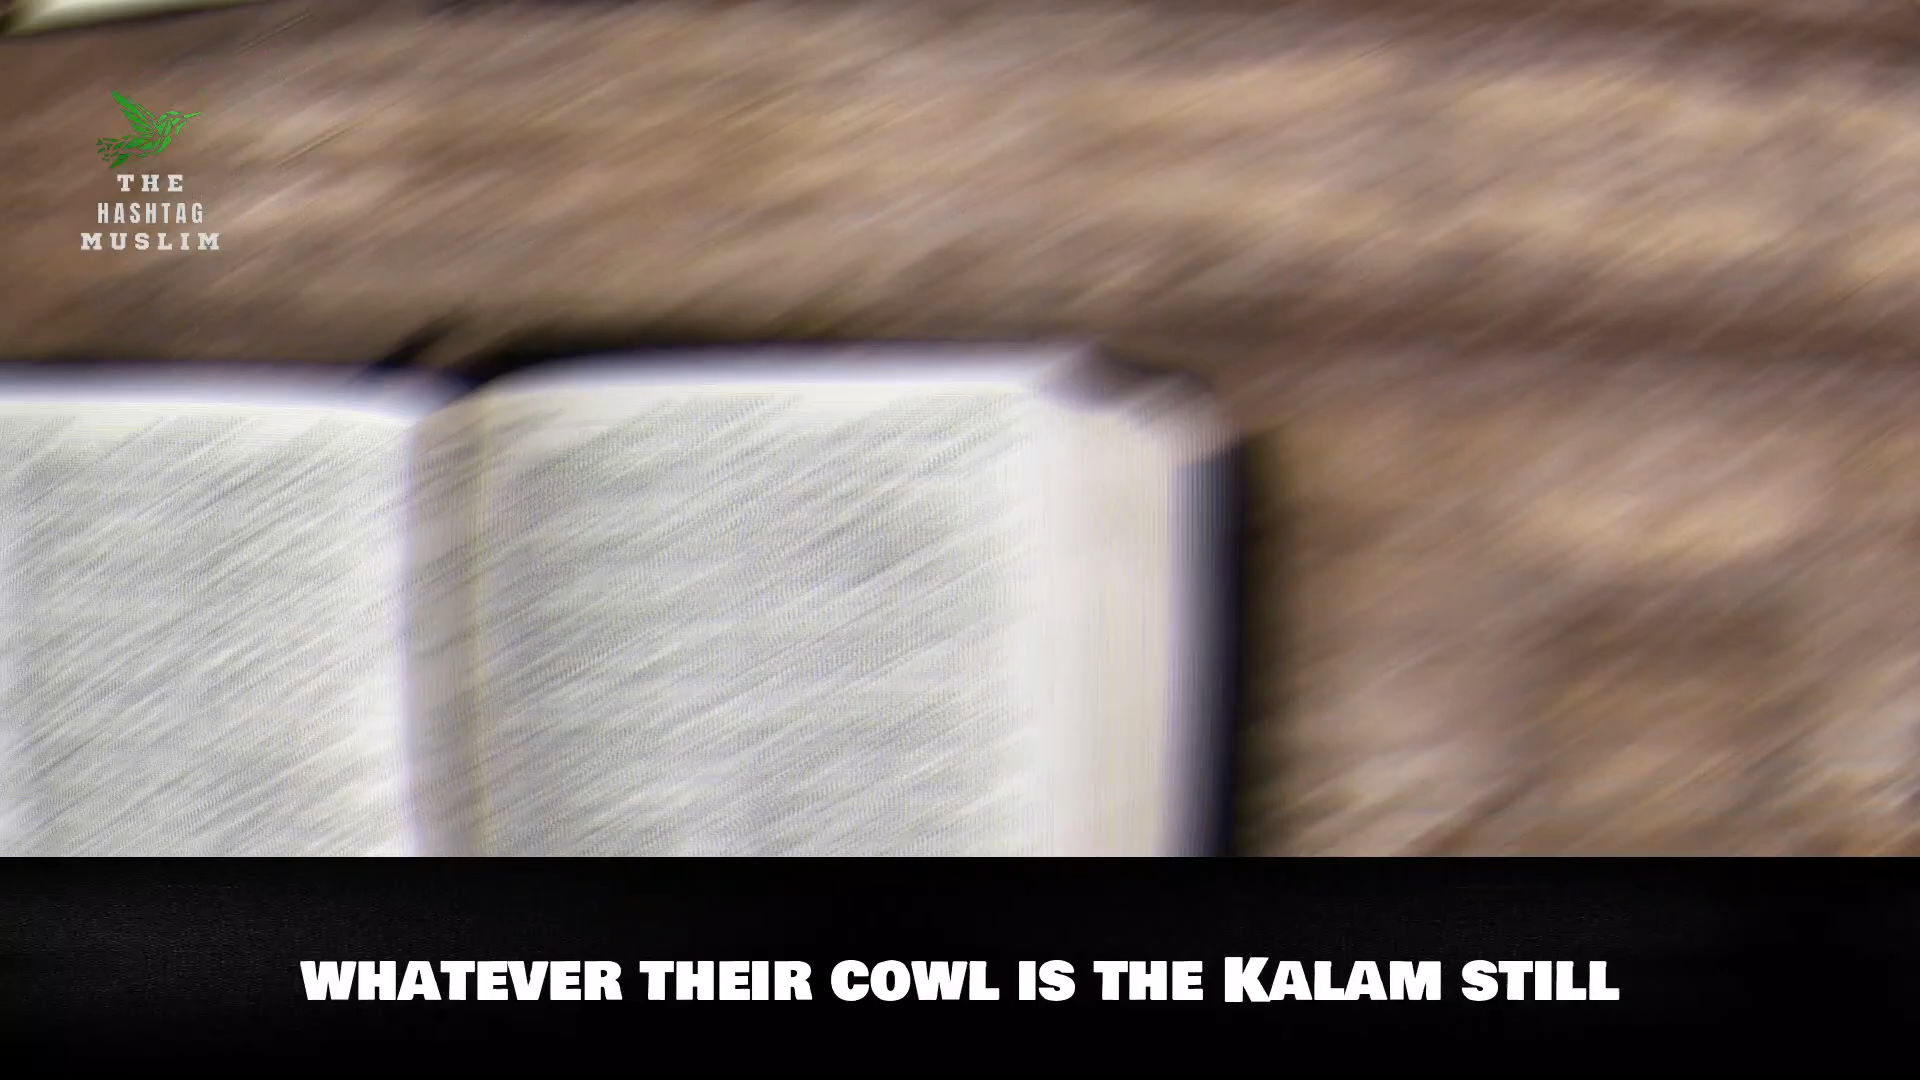 THE
HASHTAG
MUSLIM
WHATEVER THEIR COWL IS THE KALAM STILL